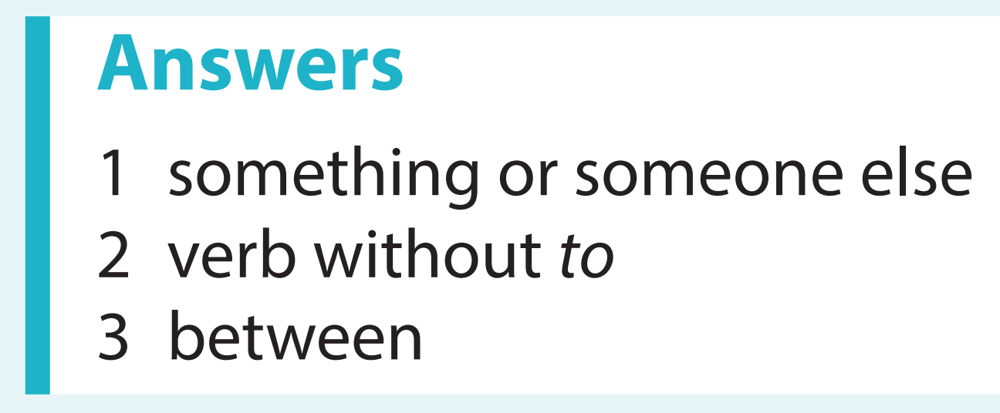 Answers
1 something or someone else
2 verb without to
3 between